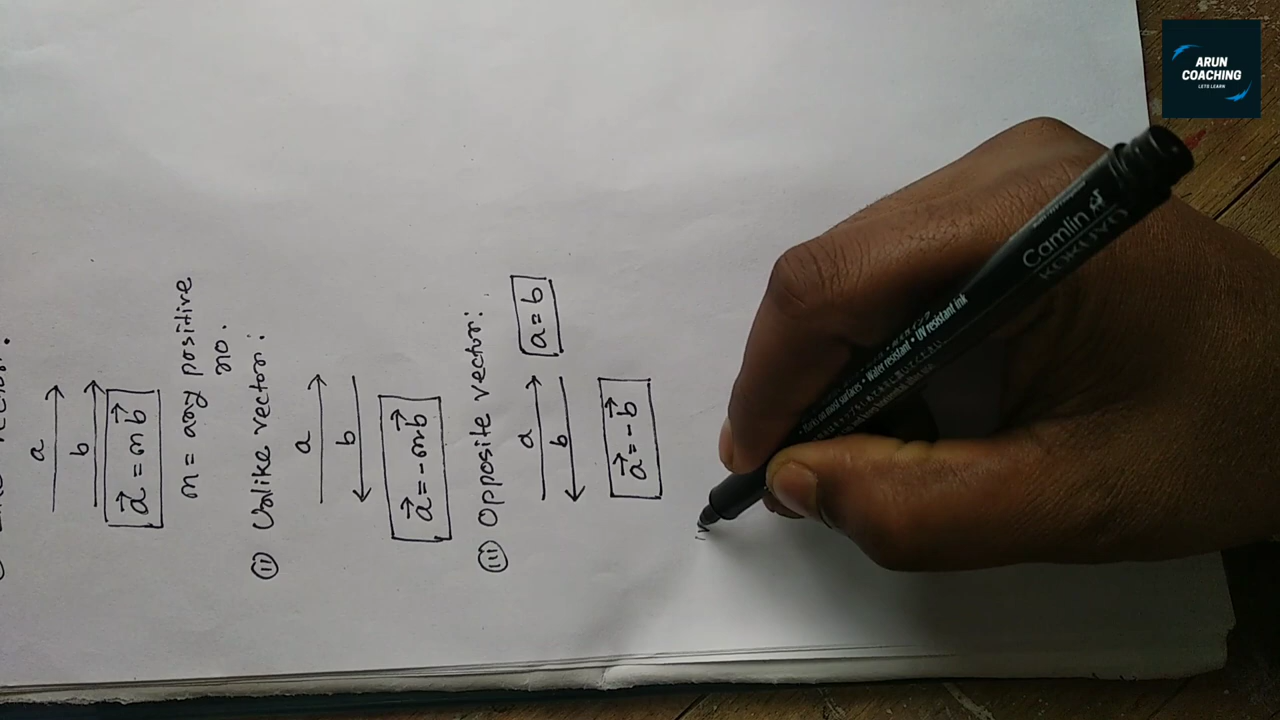 a
b
a⃗ = m b⃗
m = any positive
no.
(ii) Unlike vector:
a
b
a⃗ = -m b⃗
(iii) Opposite vector:
a
b
a = b
a⃗ = - b⃗
Camlin
KOKUYO
Water resistant • UV resistant ink
ARUN
COACHING
LETS LEARN